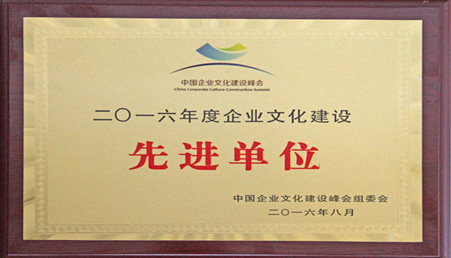 中国企业文化建设峰会
China Corporate Culture Construction Summit
二〇一六年度企业文化建设
先进单位
中国企业文化建设峰会组委会
二〇一六年八月